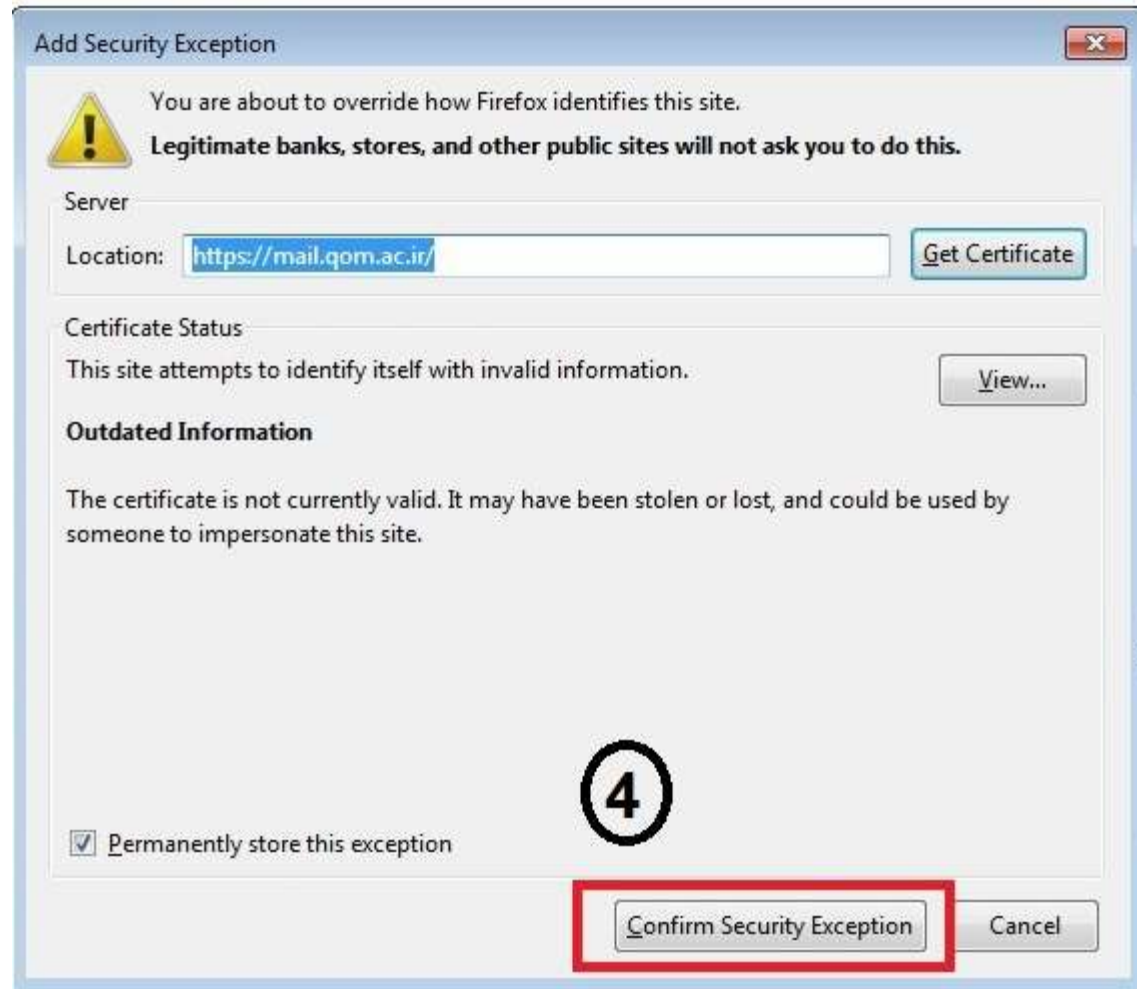 Add Security Exception
You are about to override how Firefox identifies this site.
Legitimate banks, stores, and other public sites will not ask you to do this.
Server
Location: https://mail.qom.ac.ir/ Get Certificate
Certificate Status
This site attempts to identify itself with invalid information. View...
Outdated Information
The certificate is not currently valid. It may have been stolen or lost, and could be used by
someone to impersonate this site.
4
Permanently store this exception
Confirm Security Exception Cancel